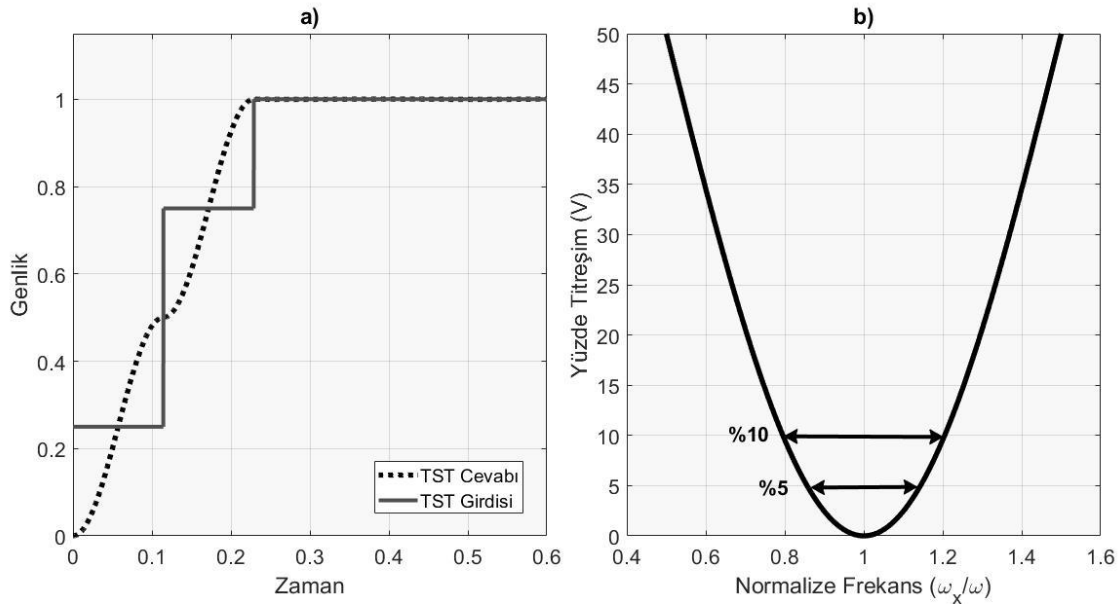 a)
1
0.8
0.6
0.4
0.2
0
0 0.1 0.2 0.3 0.4 0.5 0.6
Genlik
Zaman
TST Cevabı
TST Girdisi
b)
50
45
40
35
30
25
20
15
10
5
0
0.4 0.6 0.8 1 1.2 1.4 1.6
Yüzde Titreşim (V)
Normalize Frekans (ωx/ω)
%10
%5